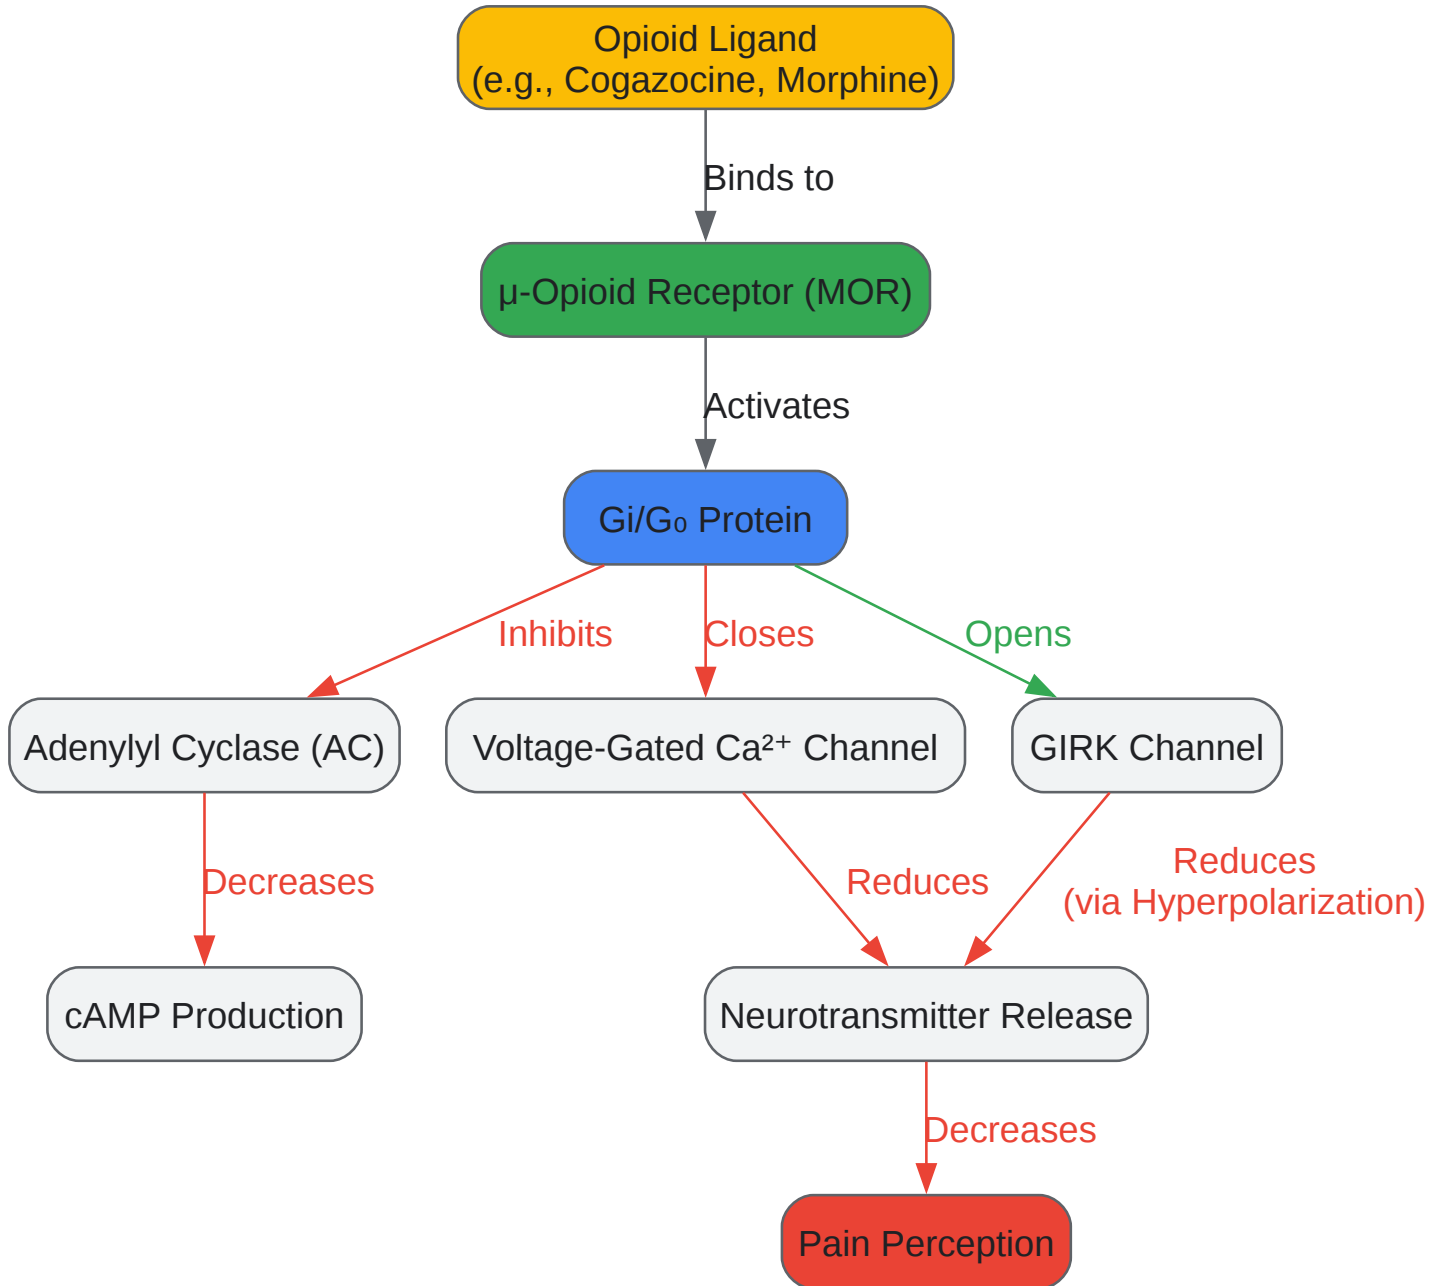 Opioid Ligand
(e.g., Cogazocine, Morphine)
Binds to
μ-Opioid Receptor (MOR)
Activates
Gi/G₀ Protein
Inhibits
Closes
Opens
Adenylyl Cyclase (AC)
Voltage-Gated Ca²⁺ Channel
GIRK Channel
Decreases
Reduces
Reduces
(via Hyperpolarization)
cAMP Production
Neurotransmitter Release
Decreases
Pain Perception